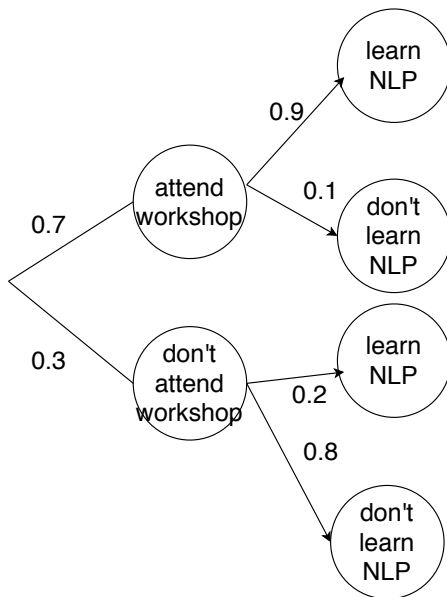 learn
NLP
0.9
attend
workshop
0.1
don't
learn
NLP
0.7
0.3
don't
attend
workshop
learn
NLP
0.2
0.8
don't
learn
NLP